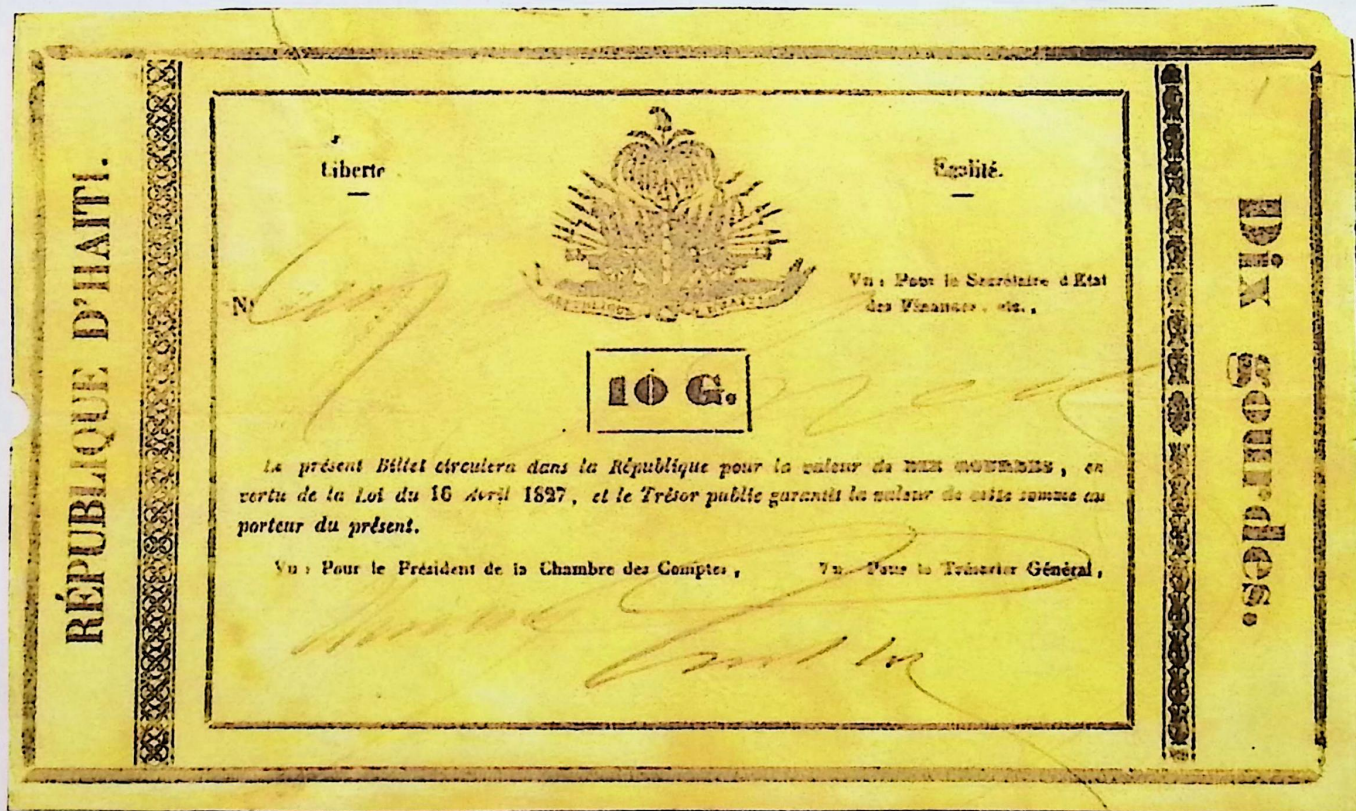 RÉPUBLIQUE D'HAITI.
Liberté
Egalité.
RÉPUBLIQUE D'HAITI
N°
Vu : Pour le Secrétaire d'Etat
des Finances, etc.,
10 G.
Le présent Billet circulera dans la République pour la valeur de DIX GOURDES, en
vertu de la Loi du 16 Avril 1827, et le Trésor public garantit la valeur de cette somme au
porteur du présent.
Vu : Pour le Président de la Chambre des Comptes,
Vu : Pour le Trésorier Général,
Dix gourdes.